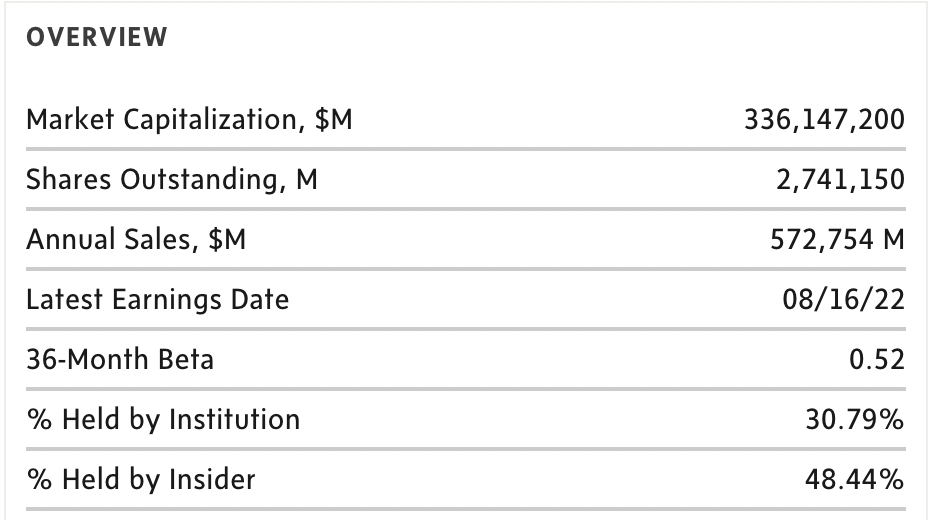 OVERVIEW
Market Capitalization, $M 336,147,200
Shares Outstanding, M 2,741,150
Annual Sales, $M 572,754 M
Latest Earnings Date 08/16/22
36-Month Beta 0.52
% Held by Institution 30.79%
% Held by Insider 48.44%